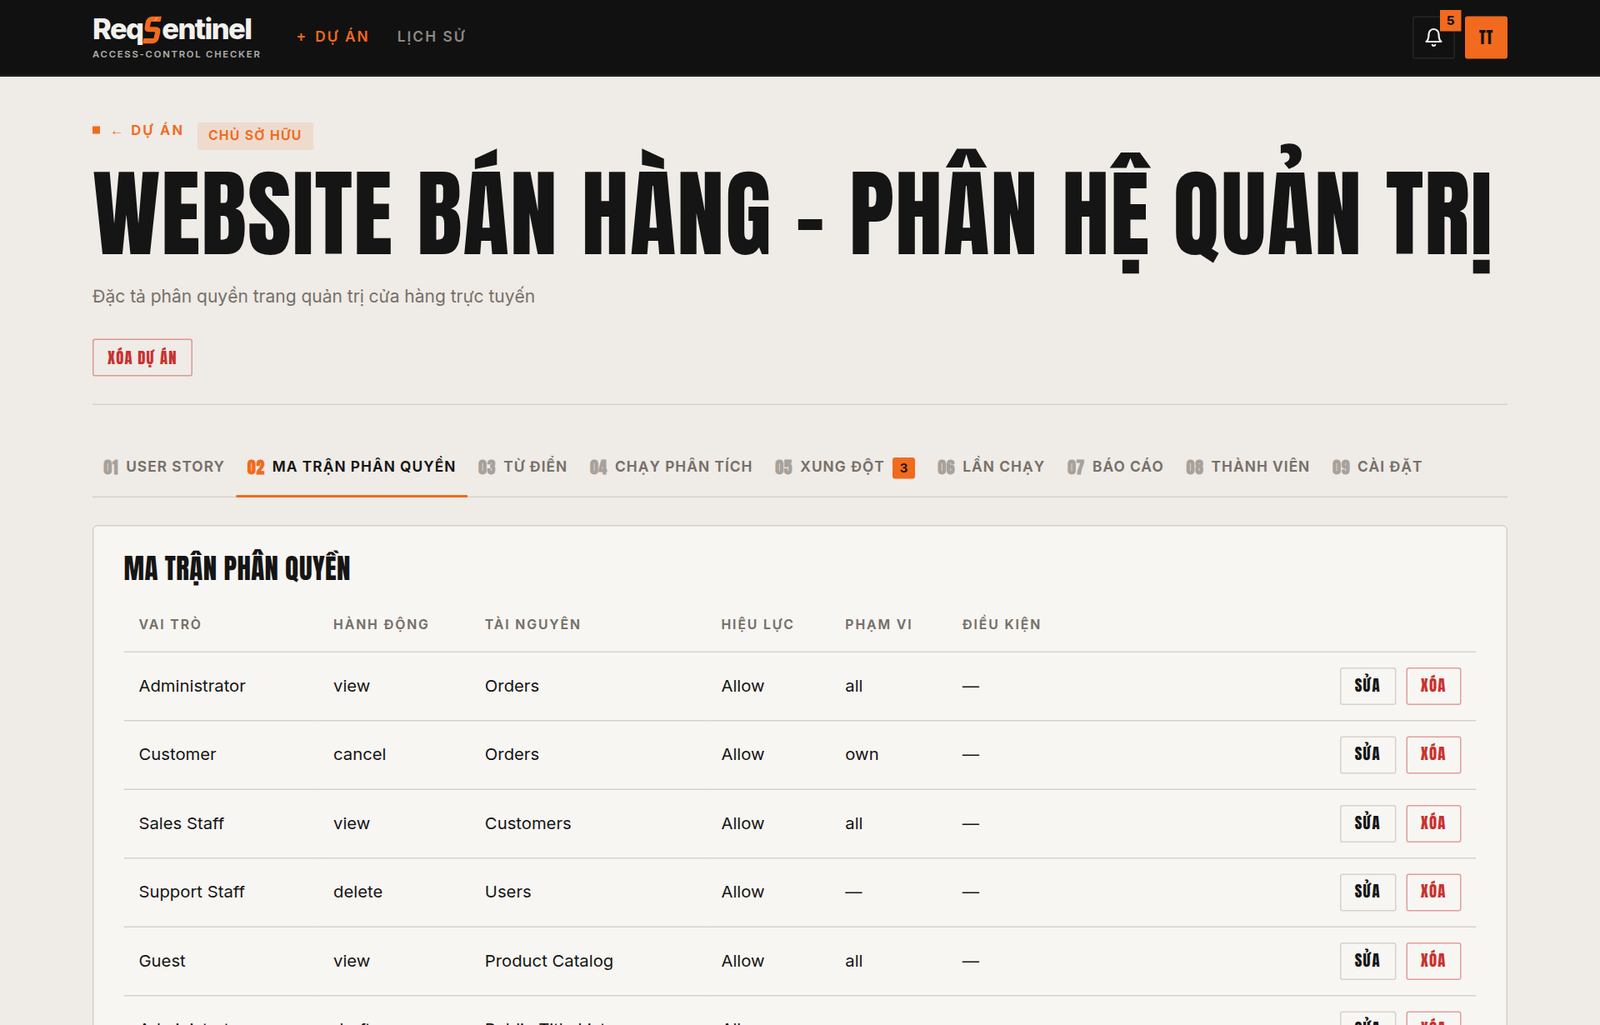 ReqSentinel
ACCESS-CONTROL CHECKER
+ DỰ ÁN
LỊCH SỬ
5
TT
← DỰ ÁN
CHỦ SỞ HỮU
WEBSITE BÁN HÀNG - PHÂN HỆ QUẢN TRỊ
Đặc tả phân quyền trang quản trị cửa hàng trực tuyến
XÓA DỰ ÁN
01 USER STORY 02 MA TRẬN PHÂN QUYỀN 03 TỪ ĐIỂN 04 CHẠY PHÂN TÍCH 05 XUNG ĐỘT 3 06 LẦN CHẠY 07 BÁO CÁO 08 THÀNH VIÊN 09 CÀI ĐẶT
MA TRẬN PHÂN QUYỀN
VAI TRÒ HÀNH ĐỘNG TÀI NGUYÊN HIỆU LỰC PHẠM VI ĐIỀU KIỆN
Administrator view Orders Allow all — SỬA XÓA
Customer cancel Orders Allow own — SỬA XÓA
Sales Staff view Customers Allow all — SỬA XÓA
Support Staff delete Users Allow — — SỬA XÓA
Guest view Product Catalog Allow all — SỬA XÓA